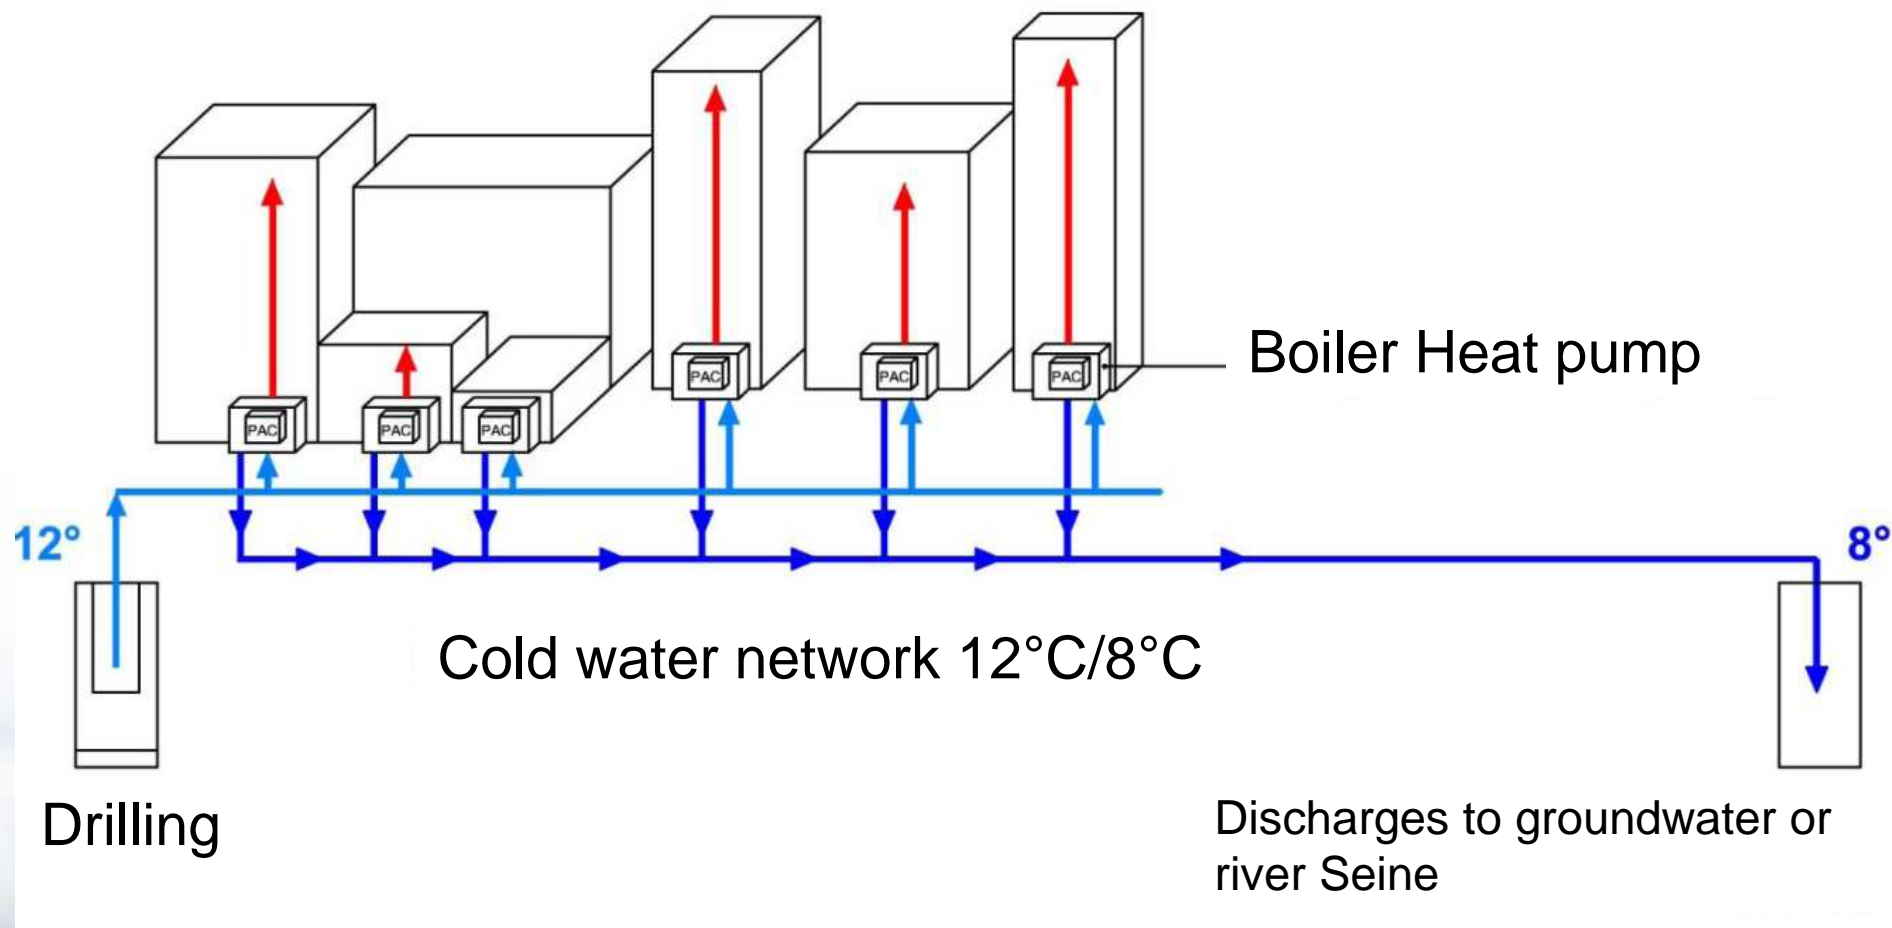 PAC
PAC
PAC
Boiler Heat pump
PAC
PAC
PAC
12°
8°
Cold water network 12°C/8°C
Drilling
Discharges to groundwater or
river Seine